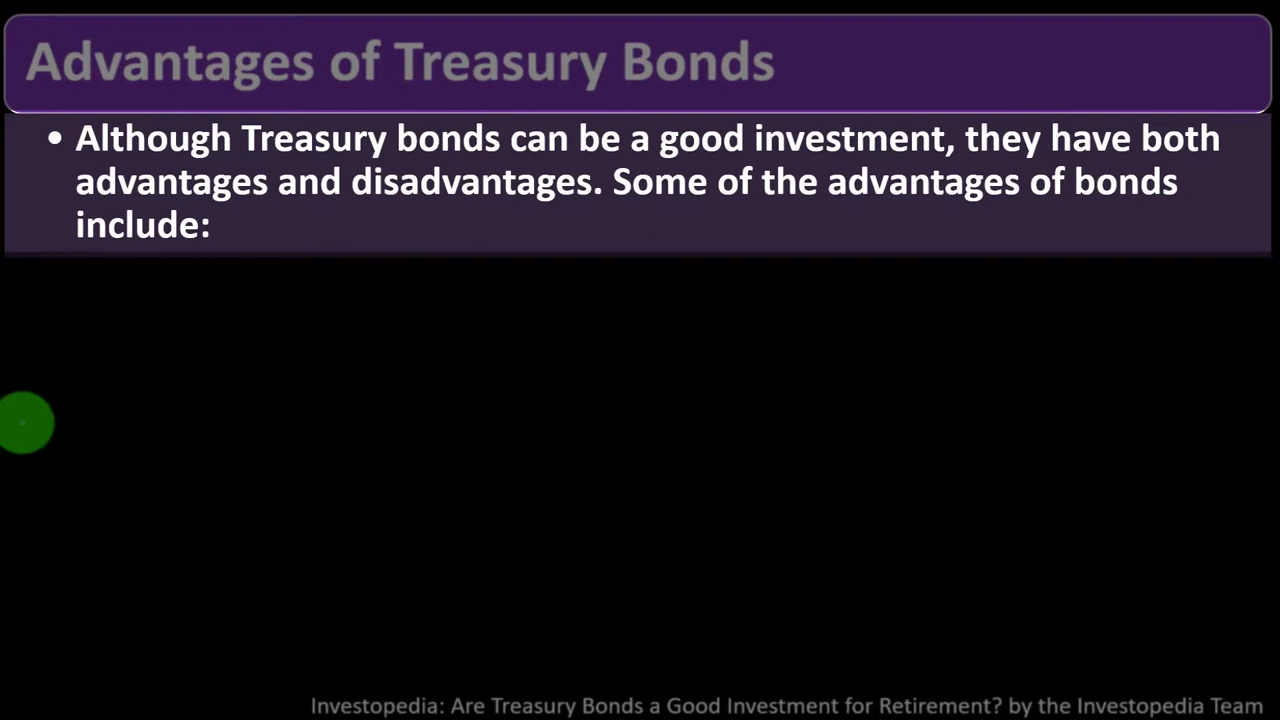 Advantages of Treasury Bonds
• Although Treasury bonds can be a good investment, they have both
advantages and disadvantages. Some of the advantages of bonds
include:
Investopedia: Are Treasury Bonds a Good Investment for Retirement? by the Investopedia Team